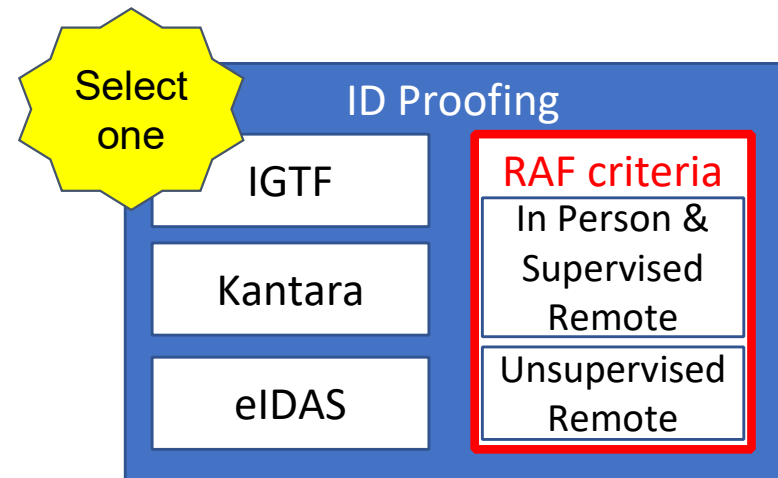 Select
one
ID Proofing
IGTF
Kantara
eIDAS
RAF criteria
In Person &
Supervised
Remote
Unsupervised
Remote